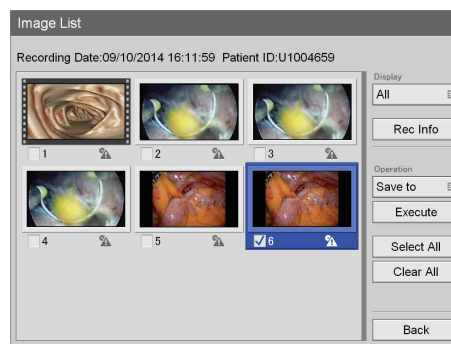 Image List
Recording Date:09/10/2014 16:11:59 Patient ID:U1004659
Display
All
Rec Info
1
2
3
Operation
Save to
Execute
4
5
6
Select All
Clear All
Back